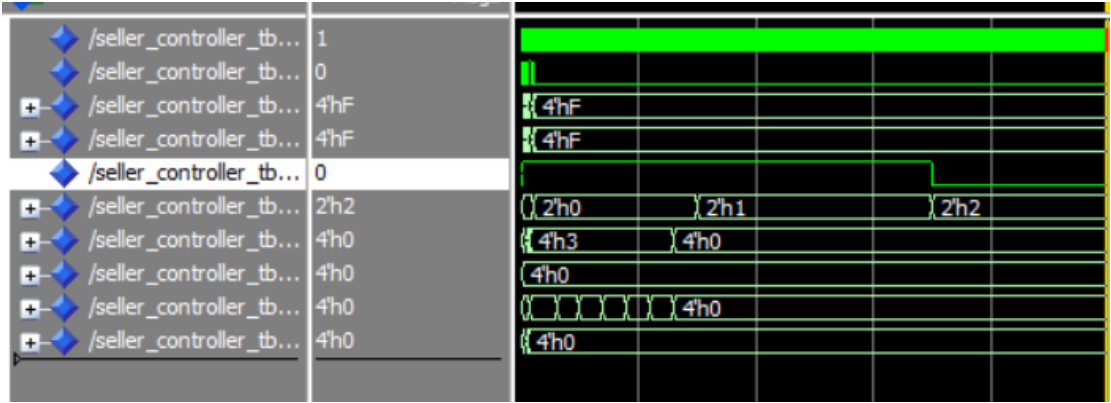 /seller_controller_tb... 1
/seller_controller_tb... 0
/seller_controller_tb... 4'hF 4'hF
/seller_controller_tb... 4'hF 4'hF
/seller_controller_tb... 0
/seller_controller_tb... 2'h2 2'h0 2'h1 2'h2
/seller_controller_tb... 4'h0 4'h3 4'h0
/seller_controller_tb... 4'h0 4'h0
/seller_controller_tb... 4'h0 4'h0
/seller_controller_tb... 4'h0 4'h0